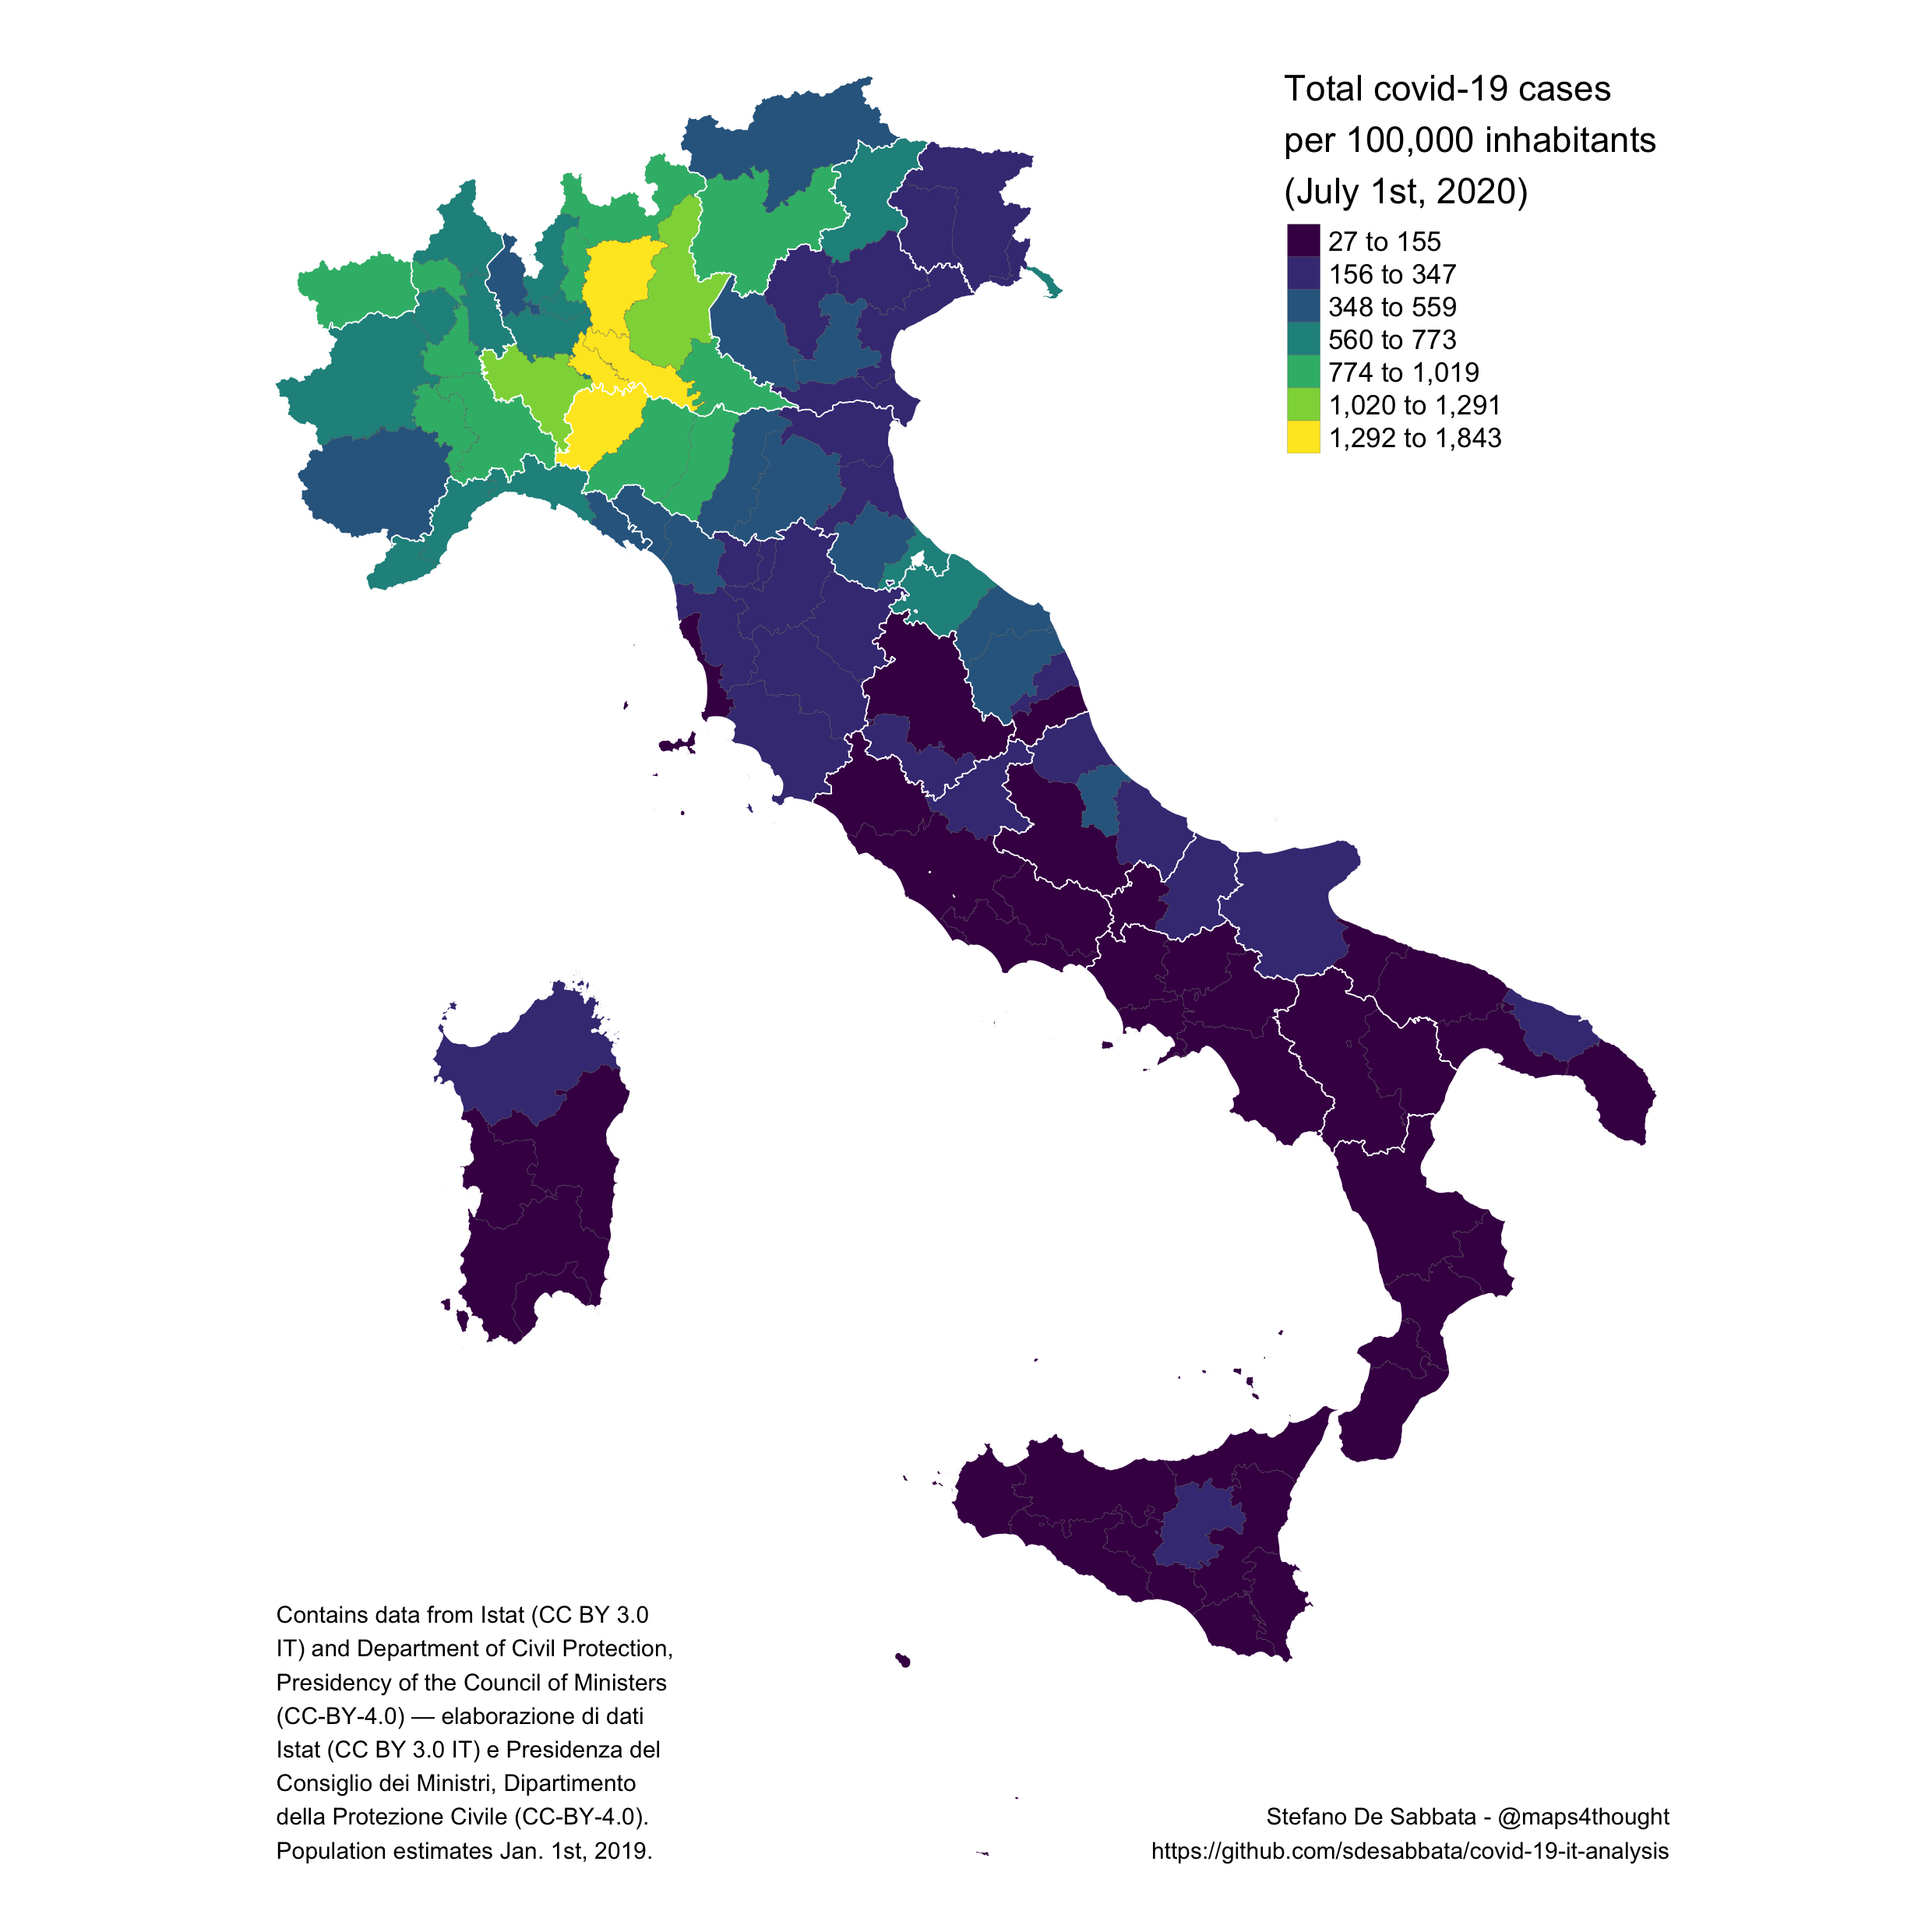 Total covid-19 cases
per 100,000 inhabitants
(July 1st, 2020)
27 to 155
156 to 347
348 to 559
560 to 773
774 to 1,019
1,020 to 1,291
1,292 to 1,843
Contains data from Istat (CC BY 3.0
IT) and Department of Civil Protection,
Presidency of the Council of Ministers
(CC-BY-4.0) — elaborazione di dati
Istat (CC BY 3.0 IT) e Presidenza del
Consiglio dei Ministri, Dipartimento
della Protezione Civile (CC-BY-4.0).
Population estimates Jan. 1st, 2019.
Stefano De Sabbata - @maps4thought
https://github.com/sdesabbata/covid-19-it-analysis